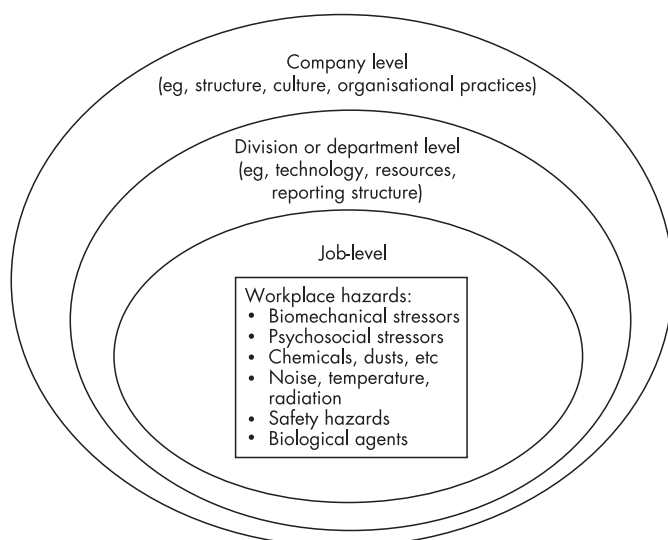 Company level
(eg, structure, culture, organisational practices)
Division or department level
(eg, technology, resources,
reporting structure)
Job-level
Workplace hazards:
• Biomechanical stressors
• Psychosocial stressors
• Chemicals, dusts, etc
• Noise, temperature,
radiation
• Safety hazards
• Biological agents